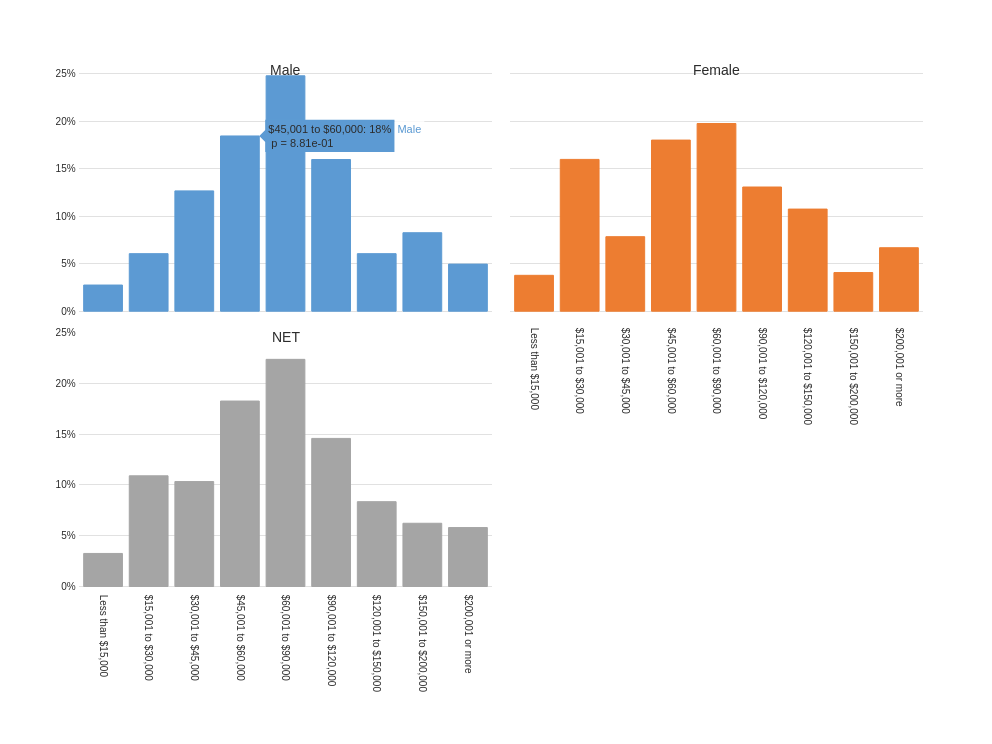 Male
Female
25%
20%
15%
10%
5%
0%
$45,001 to $60,000: 18% Male
p = 8.81e-01
Less than $15,000
$15,001 to $30,000
$30,001 to $45,000
$45,001 to $60,000
$60,001 to $90,000
$90,001 to $120,000
$120,001 to $150,000
$150,001 to $200,000
$200,001 or more
NET
25%
20%
15%
10%
5%
0%
Less than $15,000
$15,001 to $30,000
$30,001 to $45,000
$45,001 to $60,000
$60,001 to $90,000
$90,001 to $120,000
$120,001 to $150,000
$150,001 to $200,000
$200,001 or more